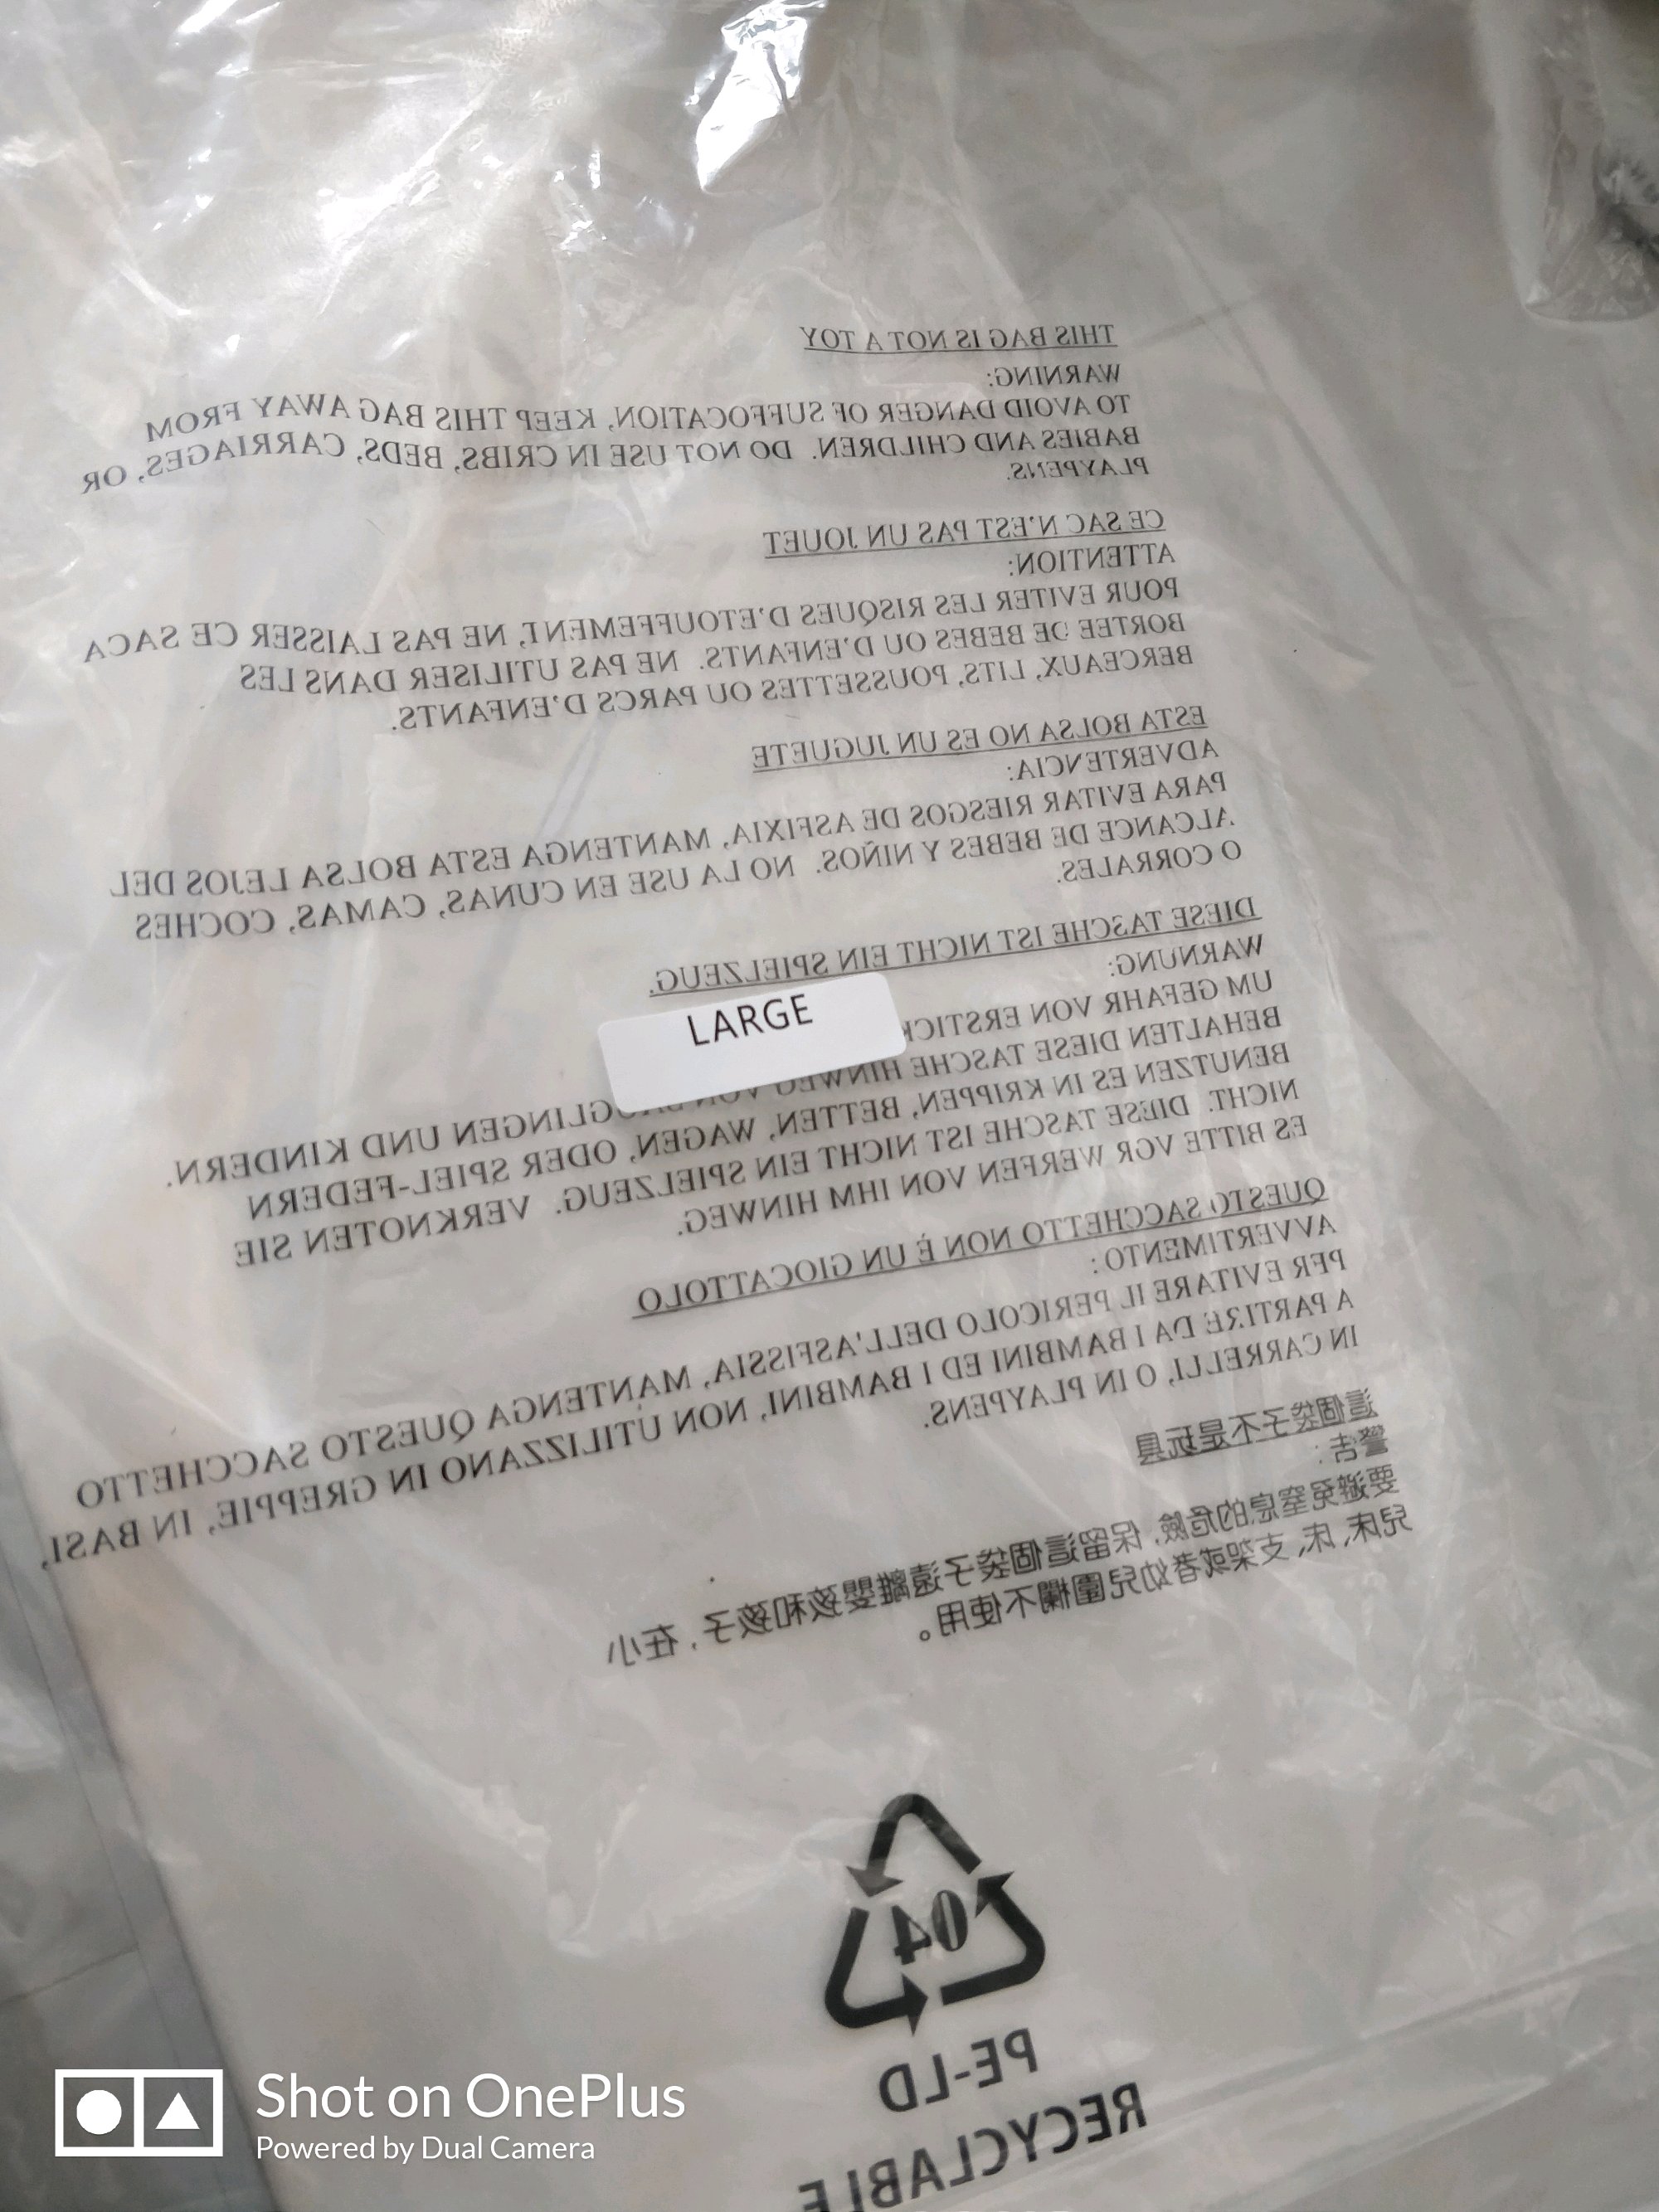 THIS BAG IS NOT A TOY
WARNING:
TO AVOID DANGER OF SUFFOCATION, KEEP THIS BAG AWAY FROM
BABIES AND CHILDREN. DO NOT USE IN CRIBS, BEDS, CARRIAGES, OR
PLAYPENS.
CE SAC N'EST PAS UN JOUET
ATTENTION:
POUR EVITER LES RISQUES D'ETOUFFEMENT, NE PAS LAISSER CE SACA
BORTEE DE BEBES OU D'ENFANTS. NE PAS UTILISER DANS LES
BERCEAUX, LITS, POUSSETTES OU PARCS D'ENFANTS.
ESTA BOLSA NO ES UN JUGUETE
ADVERTENCIA:
PARA EVITAR RIESGOS DE ASFIXIA, MANTENGA ESTA BOLSA LEJOS DEL
ALCANCE DE BEBES Y NIÑOS. NO LA USE EN CUNAS, CAMAS, COCHES
O CORRALES.
DIESE TASCHE IST NICHT EIN SPIELZEUG.
WARNUNG:
UM GEFAHR VON
LARGE
BEHALTEN DIESE TASCHE HINWEG VON UND KINDERN.
BENUTZEN ES IN KRIPPEN, BETTEN, WAGEN, ODER SPIEL-FEDERN
NICHT. DIESE TASCHE IST NICHT EIN SPIELZEUG. VERKNOTEN SIE
ES BITTE VOR WERFEN VON IHM HINWEG.
QUESTO SACCHETTO NON È UN GIOCATTOLO
AVVERTIMENTO:
PER EVITARE IL PERICOLO DELL'ASFISSIA, MANTENGA QUESTO SACCHETTO
A PARTIRE DA I BAMBINI ED I BAMBINI, NON UTILIZZANO IN GREPPIE, IN BASI,
IN CARRELLI, O IN PLAYPENS.
這個袋子不是玩具
警告:
要避免窒息的危險, 保留這個袋子遠離嬰孩和孩子, 在小
兒床, 床, 支架或者幼兒圍欄不使用。
04
PE-LD
RECYCLABLE
Shot on OnePlus
Powered by Dual Camera